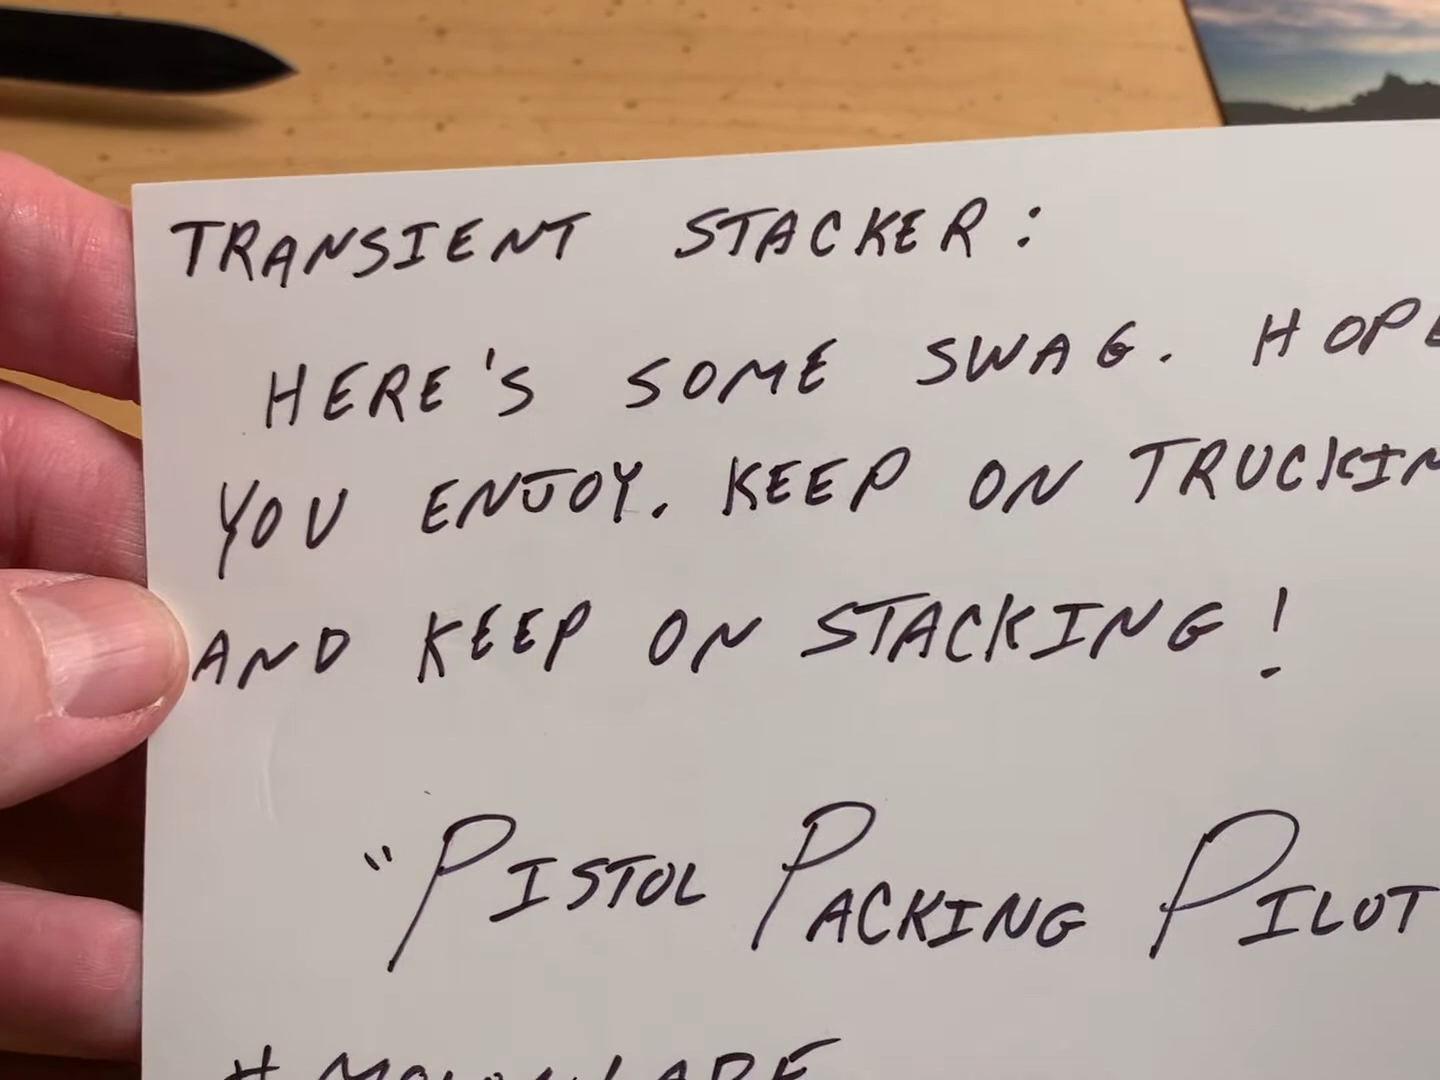 TRANSIENT STACKER:
HERE'S SOME SWAG. HOPE
YOU ENJOY. KEEP ON TRUCKIN
AND KEEP ON STACKING!
"PISTOL PACKING PILOT